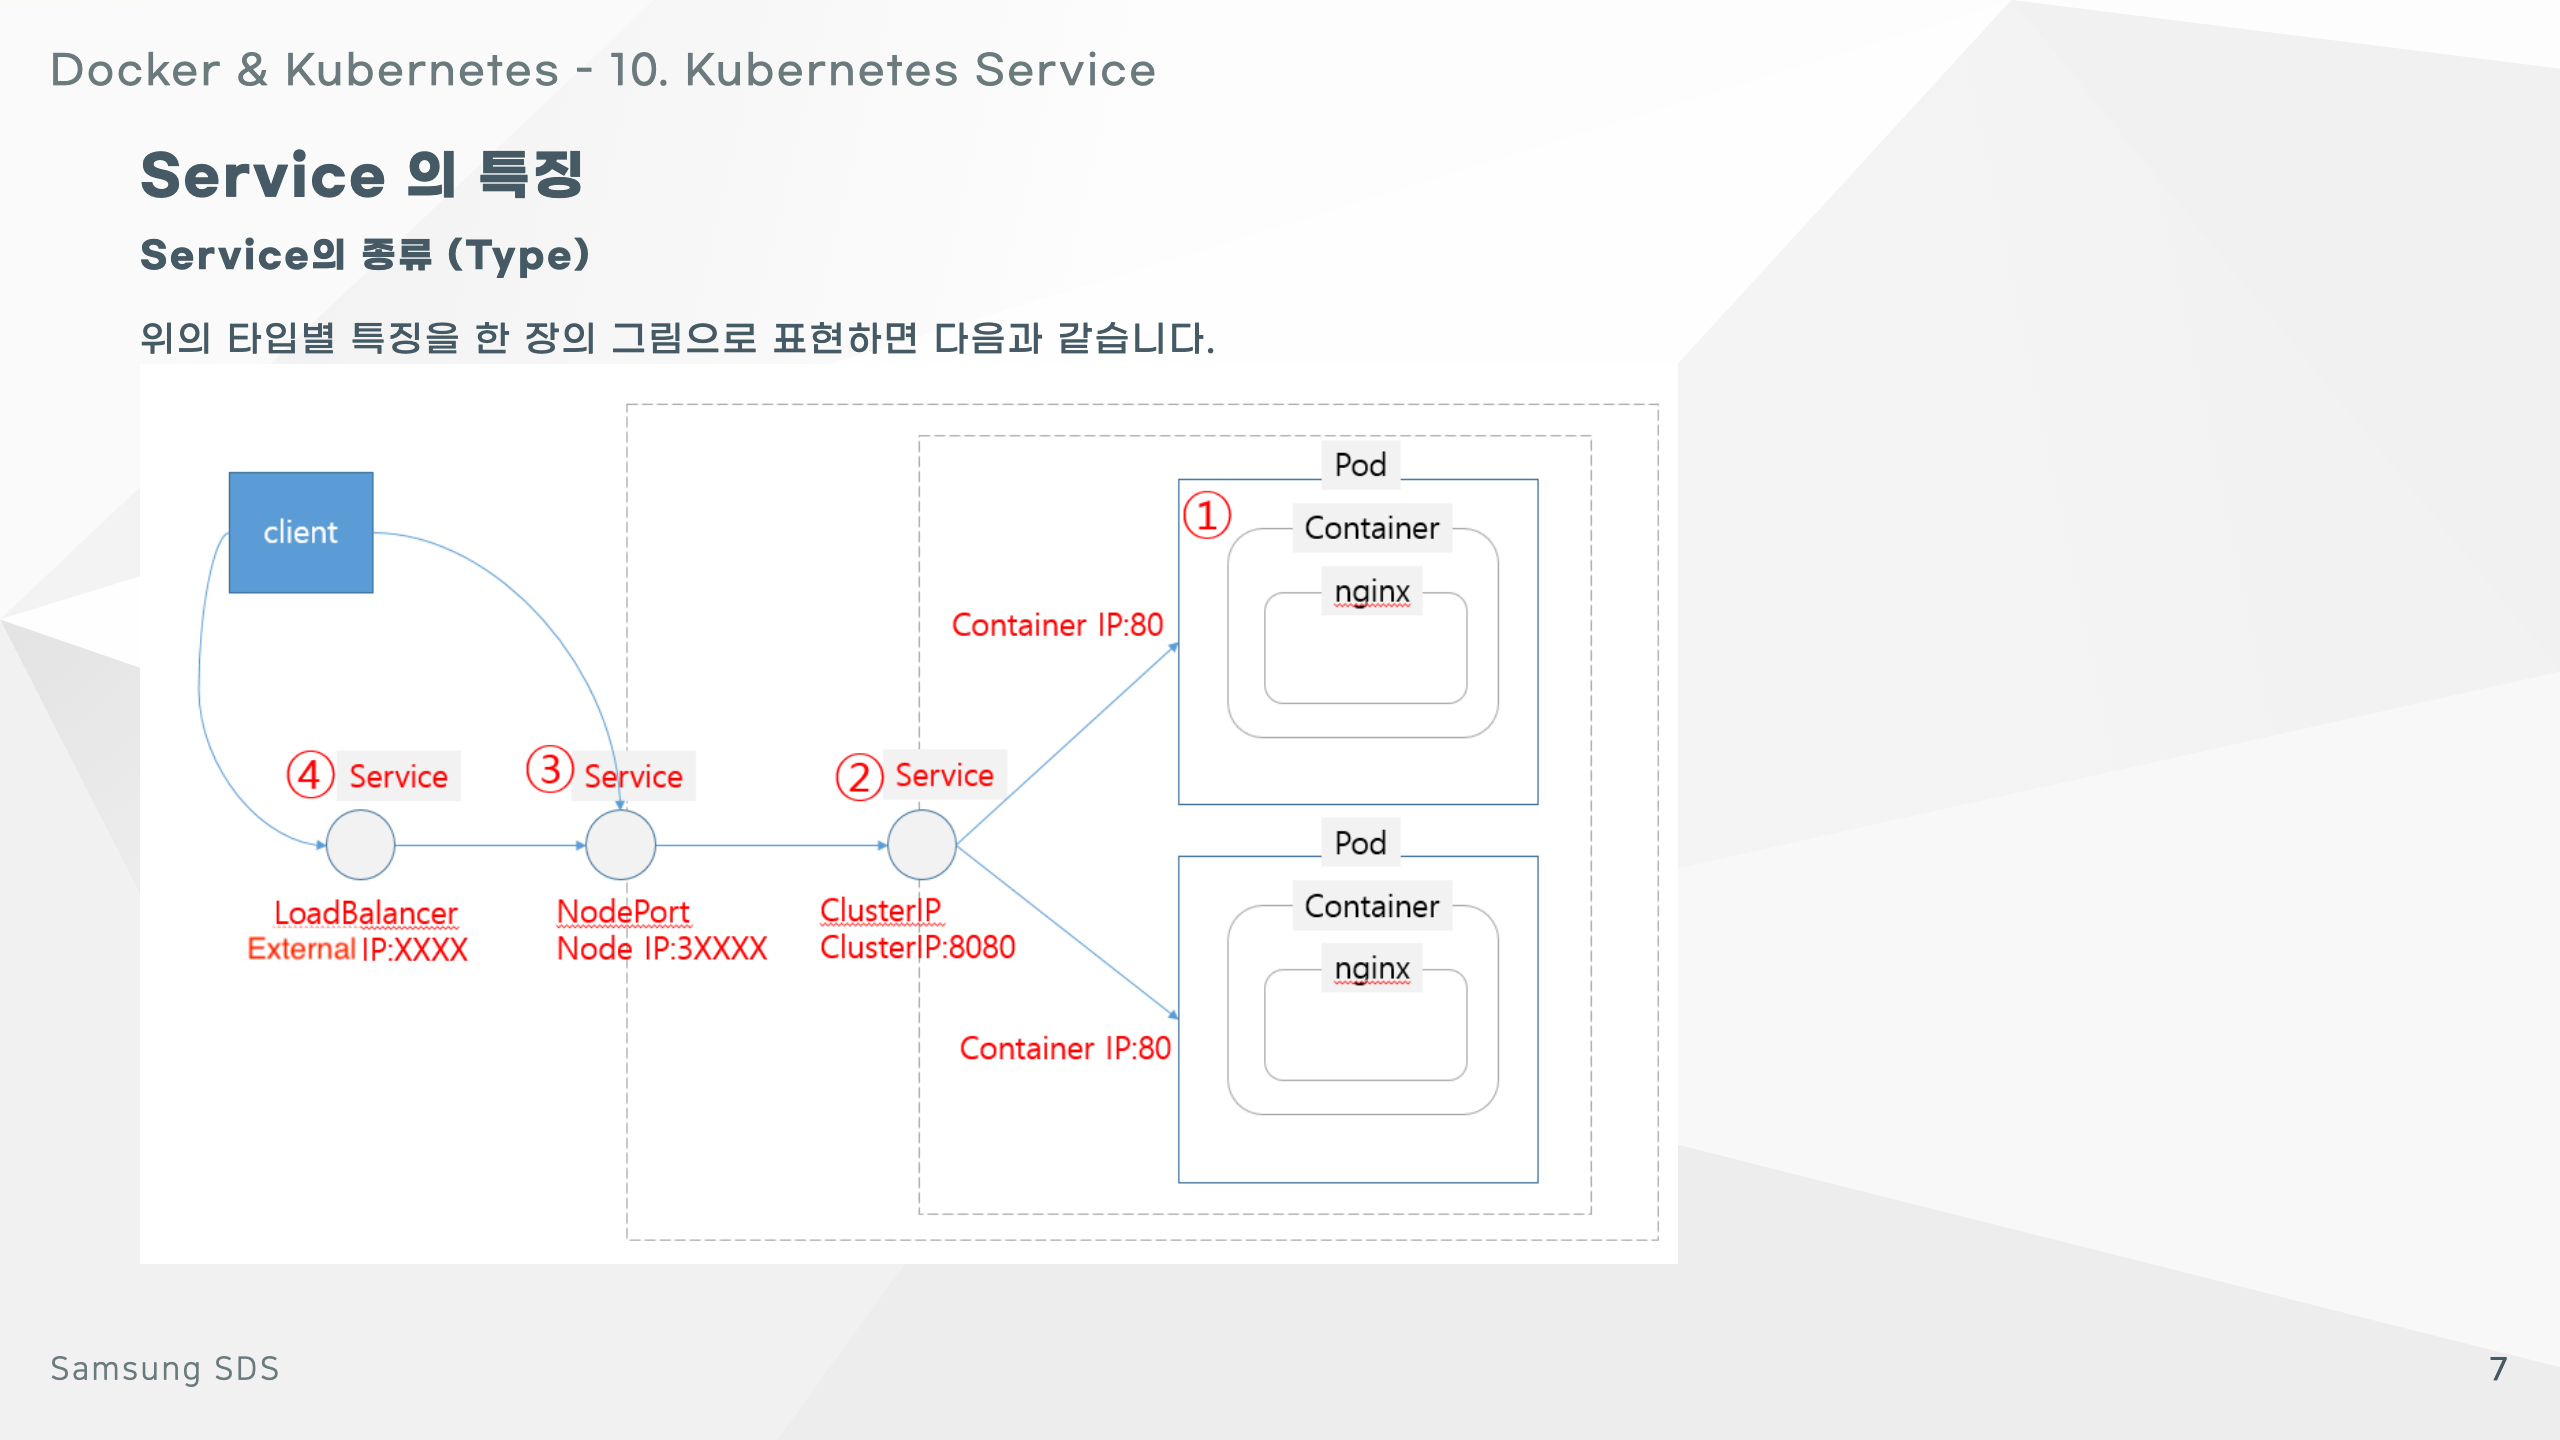 Docker & Kubernetes - 10. Kubernetes Service
Service 의 특징
Service의 종류 (Type)
위의 타입별 특징을 한 장의 그림으로 표현하면 다음과 같습니다.
client
Pod
①
Container
nginx
Container IP:80
④ Service
③ Service
② Service
LoadBalancer
External IP:XXXX
NodePort
Node IP:3XXXX
ClusterIP
ClusterIP:8080
Pod
Container
nginx
Container IP:80
Samsung SDS
7